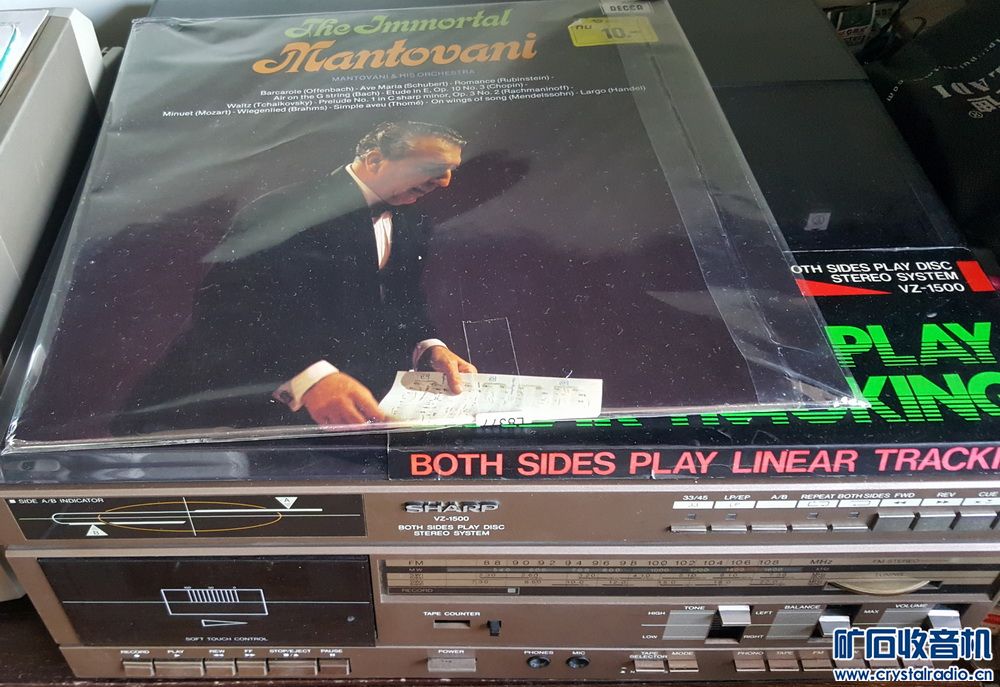 DECCA
The Immortal
Mantovani
MANTOVANI & HIS ORCHESTRA
10.-
Barcarole (Offenbach) · Ave Maria (Schubert) · Romance (Rubinstein) ·
Air on the G string (Bach) · Etude in E, Op. 10 No. 3 (Chopin) ·
Waltz (Tchaikovsky) · Prelude No. 1 in C sharp minor, Op. 3 No. 2 (Rachmaninoff) ·
Minuet (Mozart) · Wiegenlied (Brahms) · Simple aveu (Thomé) · On wings of song (Mendelssohn) · Largo (Handel)
OTH SIDES PLAY DISC
STEREO SYSTEM
VZ-1500
PLAY
BOTH SIDES PLAY LINEAR TRACKI
SIDE A/B INDICATOR
A
B
SHARP
VZ-1500
BOTH SIDES PLAY DISC
STEREO SYSTEM
33/45 LP/EP A/B REPEAT BOTH SIDES FWD REV CUE
FM 88 90 92 94 96 98 100 102 104 106 108 MHz FM STEREO
MW
TUNING
RECORD
SOFT TOUCH CONTROL
TAPE COUNTER
HIGH TONE LEFT BALANCE MAX VOLUME
LOW RIGHT
RECORD PLAY REW FF STOP/EJECT PAUSE
POWER
PHONES MIC
TAPE SELECTOR MODE
PHONO TAPE FM
矿石收音机
www.crystalradio.cn